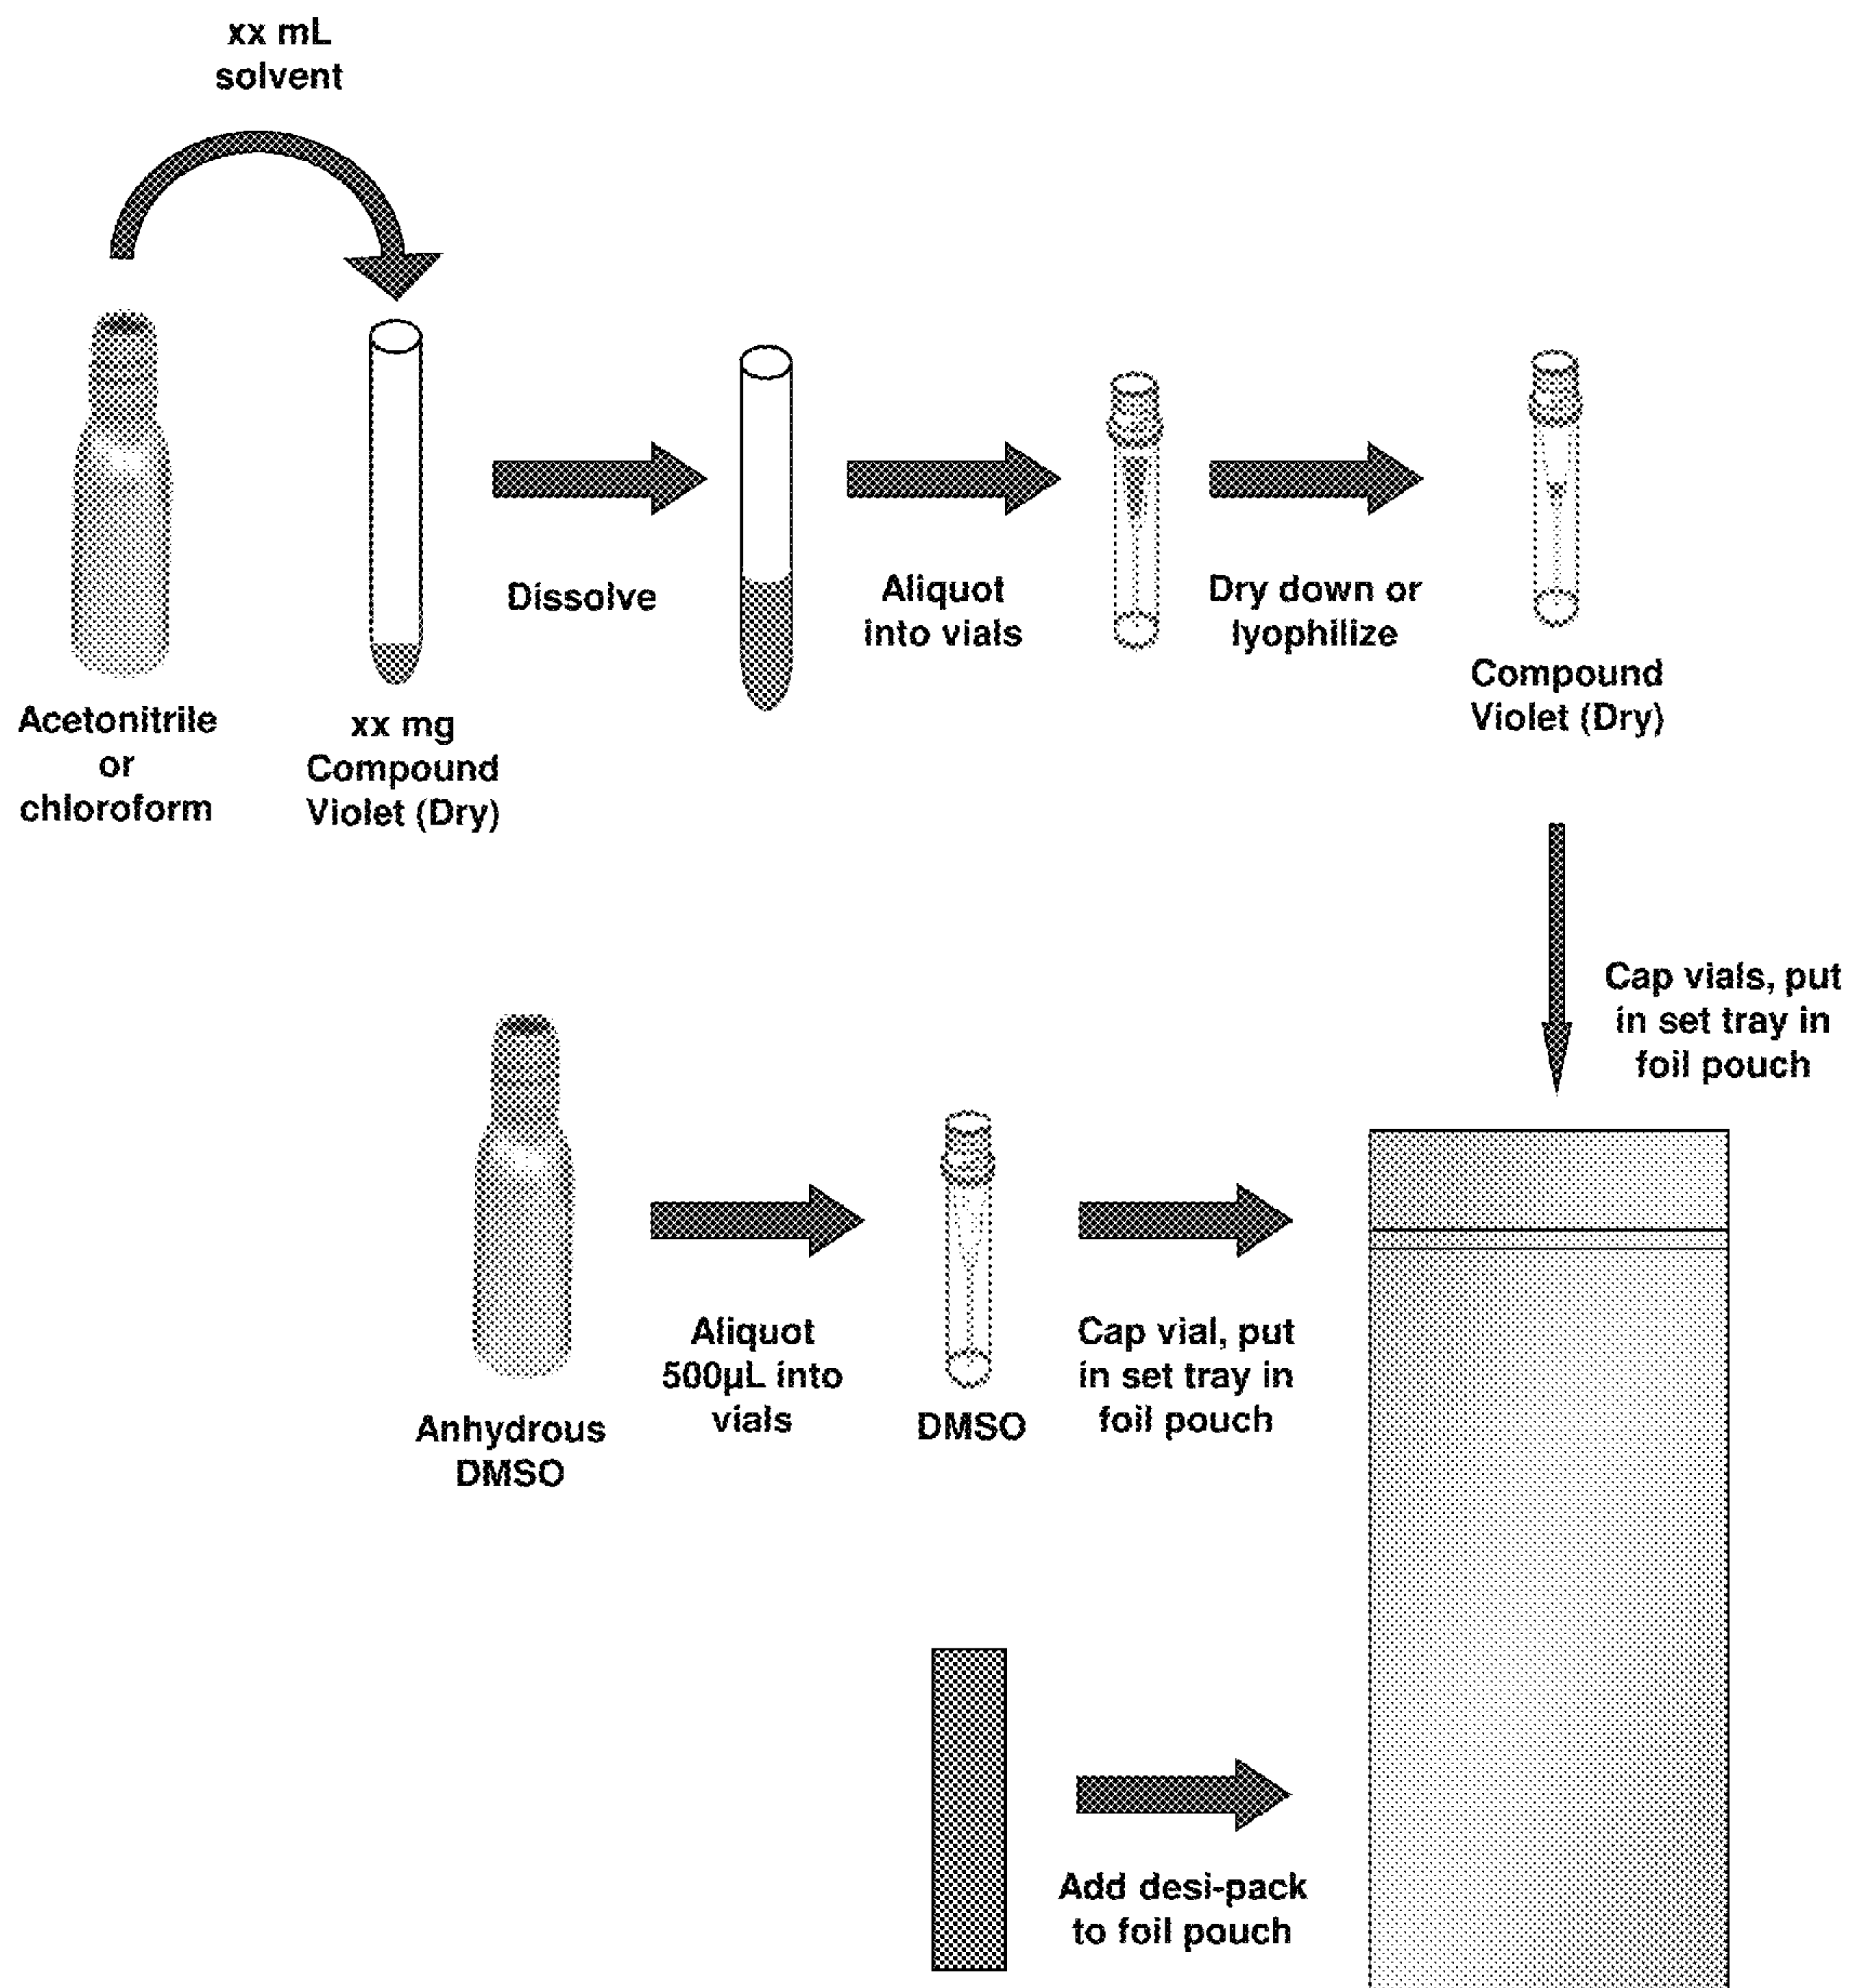 xx mL
solvent
Acetonitrile
or
chloroform
xx mg
Compound
Violet (Dry)
Dissolve
Aliquot
into vials
Dry down or
lyophilize
Compound
Violet (Dry)
Cap vials, put
in set tray in
foil pouch
Anhydrous
DMSO
Aliquot
500µL into
vials
DMSO
Cap vial, put
in set tray in
foil pouch
Add desi-pack
to foil pouch